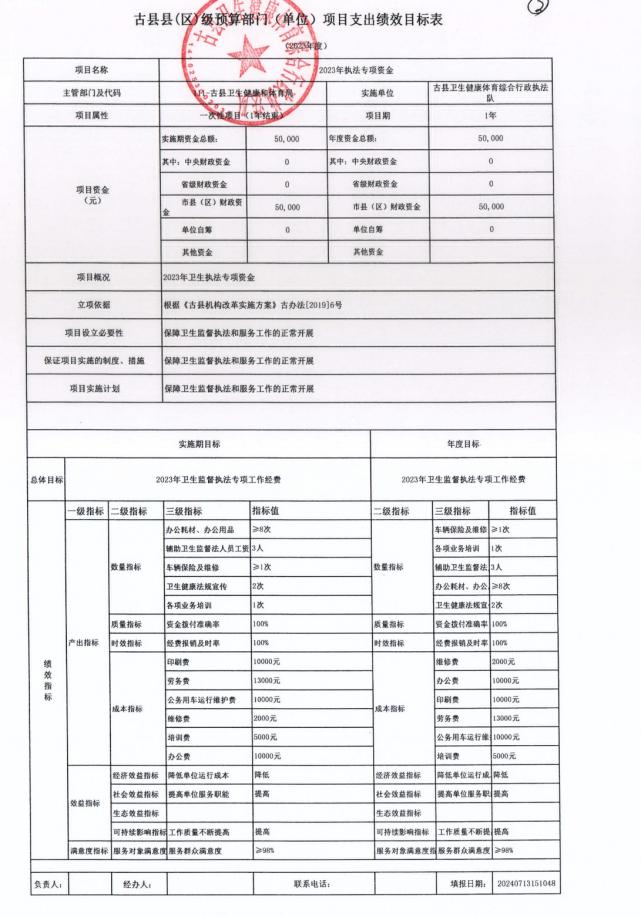 古县县(区)级预算部门(单位)项目支出绩效目标表
(2023年度)
项目名称 2023年执法专项资金
主管部门及代码 古县卫生健康和体育局 实施单位 古县卫生健康体育综合行政执法队
项目属性 一次性项目(1年结束) 项目期 1年
项目资金(元) 实施期资金总额: 50,000 年度资金总额: 50,000
其中:中央财政资金 0 其中:中央财政资金 0
省级财政资金 0 省级财政资金 0
市县(区)财政资金 50,000 市县(区)财政资金 50,000
单位自筹 0 单位自筹 0
其他资金 其他资金
项目概况 2023年卫生执法专项资金
立项依据 根据《古县机构改革实施方案》古办法[2019]6号
项目设立必要性 保障卫生监督执法和服务工作的正常开展
保证项目实施的制度、措施 保障卫生监督执法和服务工作的正常开展
项目实施计划 保障卫生监督执法和服务工作的正常开展
实施期目标 年度目标
总体目标 2023年卫生监督执法专项工作经费 2023年卫生监督执法专项工作经费
绩效指标 一级指标 二级指标 三级指标 指标值 二级指标 三级指标 指标值
产出指标 数量指标 办公耗材、办公用品 ≥8次 数量指标 车辆保险及维修 ≥1次
辅助卫生监督法人员工资 3人 各项业务培训 1次
车辆保险及维修 ≥1次 辅助卫生监督法 3人
卫生健康法规宣传 2次 办公耗材、办公 ≥8次
各项业务培训 1次 卫生健康法规宣 2次
质量指标 资金拨付准确率 100% 质量指标 资金拨付准确率 100%
时效指标 经费报销及时率 100% 时效指标 经费报销及时率 100%
成本指标 印刷费 10000元 成本指标 维修费 2000元
劳务费 13000元 办公费 10000元
公务用车运行维护费 10000元 印刷费 10000元
维修费 2000元 劳务费 13000元
培训费 5000元 公务用车运行维 10000元
办公费 10000元 培训费 5000元
效益指标 经济效益指标 降低单位运行成本 降低 经济效益指标 降低单位运行成 降低
社会效益指标 提高单位服务职能 提高 社会效益指标 提高单位服务职 提高
生态效益指标 生态效益指标
可持续影响指标 工作质量不断提高 提高 可持续影响指标 工作质量不断提 提高
满意度指标 服务对象满意度 服务群众满意度 ≥98% 服务对象满意度指 服务群众满意度 ≥98%
负责人: 经办人: 联系电话: 填报日期: 20240713151048